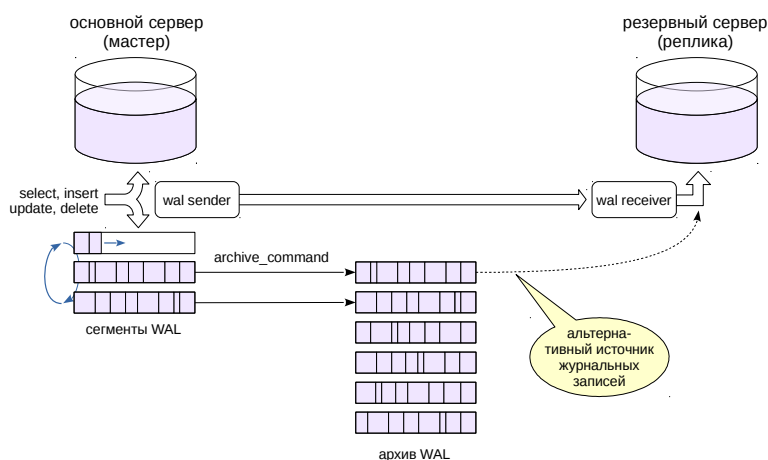 основной сервер
(мастер)
резервный сервер
(реплика)
select, insert
update, delete
wal sender
wal receiver
archive_command
сегменты WAL
альтерна-
тивный источник
журнальных
записей
архив WAL